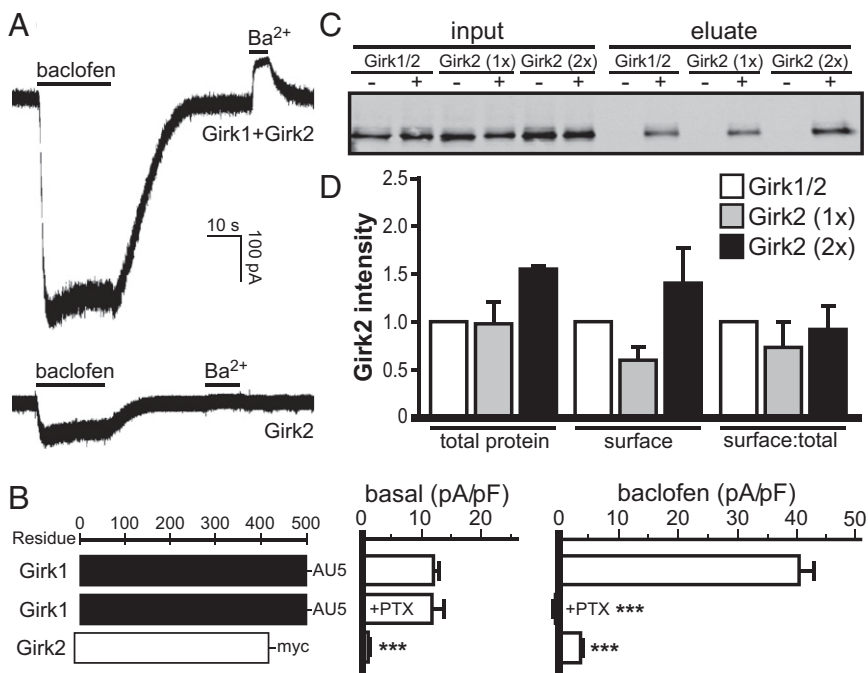 A
baclofen
Ba2+
Girk1+Girk2
10 s
100 pA
baclofen
Ba2+
Girk2
C
input eluate
Girk1/2 Girk2 (1x) Girk2 (2x) Girk1/2 Girk2 (1x) Girk2 (2x)
- + - + - + - + - + - +
D
2.5
2.0
1.5
1.0
0.5
0
Girk2 intensity
Girk1/2
Girk2 (1x)
Girk2 (2x)
total protein surface surface:total
B
basal (pA/pF) baclofen (pA/pF)
Residue 0 100 200 300 400 500
0 10 20
0 10 20 30 40 50
Girk1 AU5
Girk1 AU5 +PTX +PTX ***
Girk2 myc *** ***